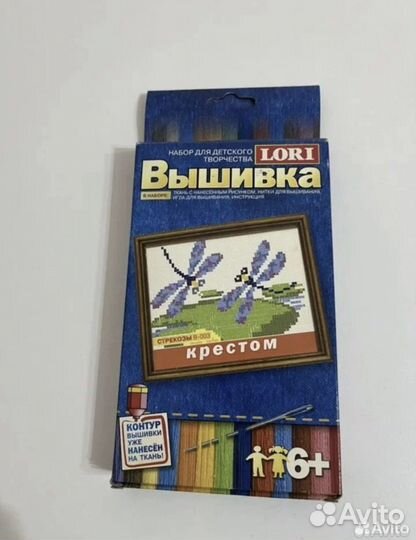 НАБОР ДЛЯ ДЕТСКОГО
ТВОРЧЕСТВА
LORI
Вышивка
В НАБОРЕ:
ТКАНЬ С НАНЕСЕННЫМ РИСУНКОМ, НИТКИ ДЛЯ ВЫШИВАНИЯ,
ИГЛА ДЛЯ ВЫШИВАНИЯ, ИНСТРУКЦИЯ
СТРЕКОЗЫ В-003
крестом
КОНТУР
ВЫШИВКИ
УЖЕ
НАНЕСЁН
НА ТКАНЬ!
6+
Avito
Avito